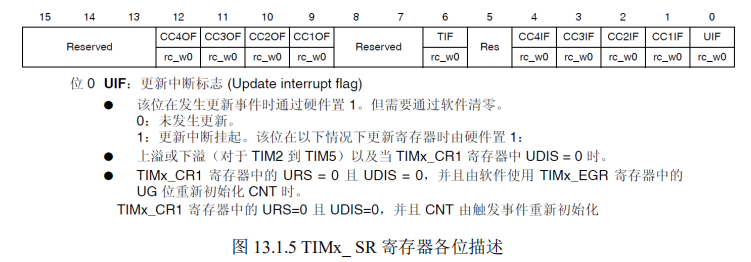 15 14 13 12 11 10 9 8 7 6 5 4 3 2 1 0
Reserved CC4OF CC3OF CC2OF CC1OF Reserved TIF Res CC4IF CC3IF CC2IF CC1IF UIF
rc_w0 rc_w0 rc_w0 rc_w0 rc_w0 rc_w0 rc_w0 rc_w0 rc_w0 rc_w0
位 0 UIF：更新中断标志 (Update interrupt flag)
● 该位在发生更新事件时通过硬件置 1。但需要通过软件清零。
0：未发生更新。
1：更新中断挂起。该位在以下情况下更新寄存器时由硬件置 1：
● 上溢或下溢（对于 TIM2 到 TIM5）以及当 TIMx_CR1 寄存器中 UDIS = 0 时。
● TIMx_CR1 寄存器中的 URS = 0 且 UDIS = 0，并且由软件使用 TIMx_EGR 寄存器中的
UG 位重新初始化 CNT 时。
TIMx_CR1 寄存器中的 URS=0 且 UDIS=0，并且 CNT 由触发事件重新初始化
图 13.1.5 TIMx_ SR 寄存器各位描述